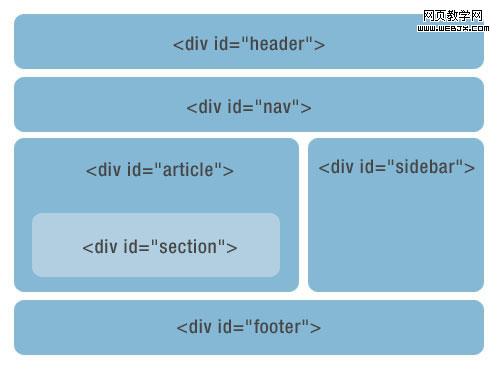 网页教学网
www.webjx.com
<div id="header">
<div id="nav">
<div id="article">
<div id="sidebar">
<div id="section">
<div id="footer">